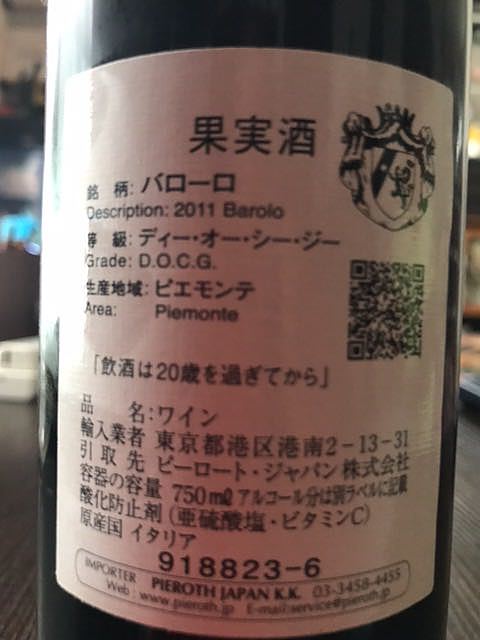 果実酒
銘 柄: バローロ
Description: 2011 Barolo
等 級: ディー・オー・シー・ジー
Grade: D.O.C.G.
生産地域: ピエモンテ
Area: Piemonte
「飲酒は20歳を過ぎてから」
品 名:ワイン
輸入業者 東京都港区港南2-13-31
引 取 先 ピーロート・ジャパン株式会社
容器の容量 750mℓ アルコール分は別ラベルに記載
酸化防止剤 (亜硫酸塩・ビタミンC)
原産国 イタリア
918823-6
IMPORTER PIEROTH JAPAN K.K. 03-3458-4455
Web : www.pieroth.jp E-mail:service@pieroth.jp